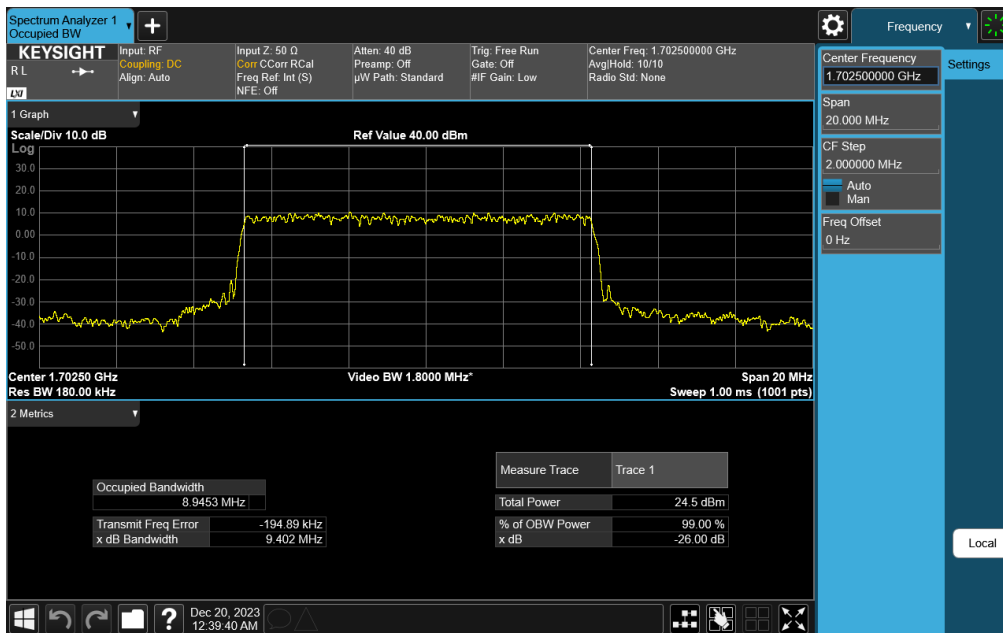 Spectrum Analyzer 1
Occupied BW
Frequency
KEYSIGHT
R L
LXI
Input: RF
Coupling: DC
Align: Auto
Input Z: 50 Ω
Corr CCorr RCal
Freq Ref: Int (S)
NFE: Off
Atten: 40 dB
Preamp: Off
µW Path: Standard
Trig: Free Run
Gate: Off
#IF Gain: Low
Center Freq: 1.702500000 GHz
Avg|Hold: 10/10
Radio Std: None
Center Frequency
1.702500000 GHz
Settings
Span
20.000 MHz
CF Step
2.000000 MHz
Auto
Man
Freq Offset
0 Hz
1 Graph
Scale/Div 10.0 dB
Ref Value 40.00 dBm
Log
30.0
20.0
10.0
0.00
-10.0
-20.0
-30.0
-40.0
-50.0
Center 1.70250 GHz
Video BW 1.8000 MHz*
Span 20 MHz
Res BW 180.00 kHz
Sweep 1.00 ms (1001 pts)
2 Metrics
Measure Trace
Trace 1
Occupied Bandwidth
8.9453 MHz
Total Power
24.5 dBm
Transmit Freq Error
-194.89 kHz
% of OBW Power
99.00 %
x dB Bandwidth
9.402 MHz
x dB
-26.00 dB
Local
?
Dec 20, 2023
12:39:40 AM